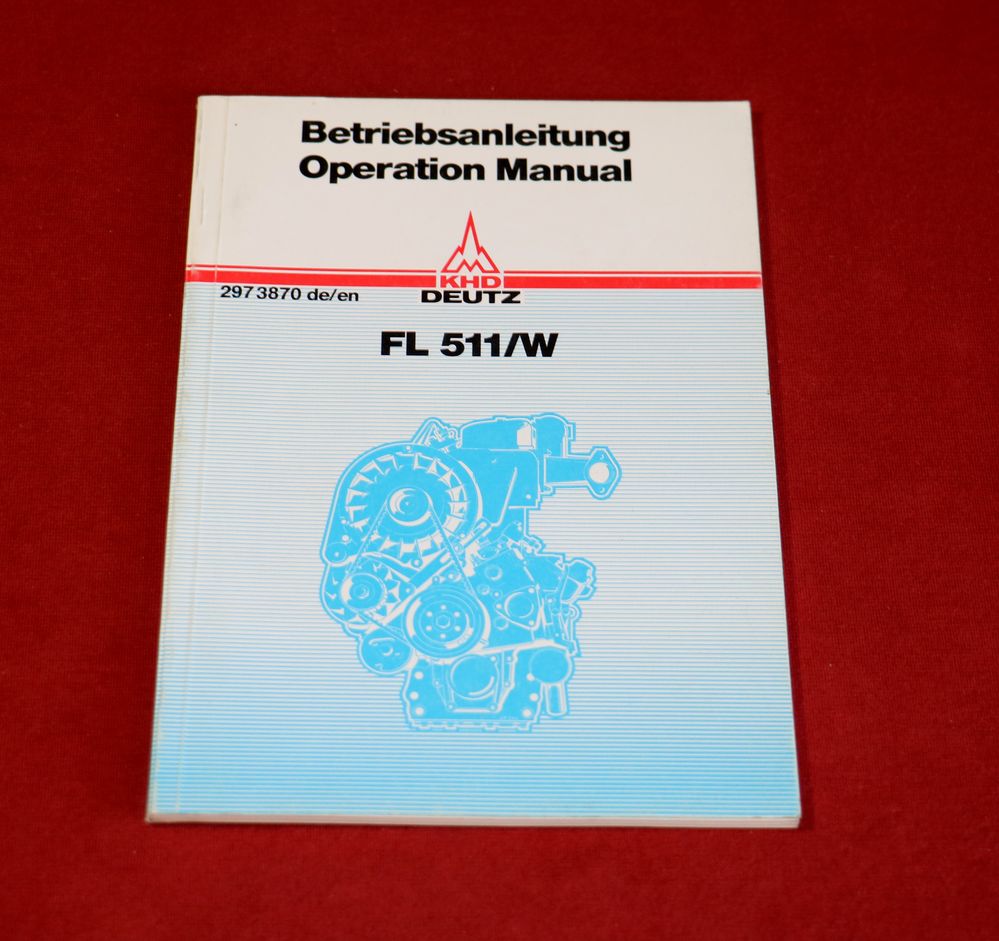 Betriebsanleitung
Operation Manual
KHD
DEUTZ
2973870 de/en
FL 511/W